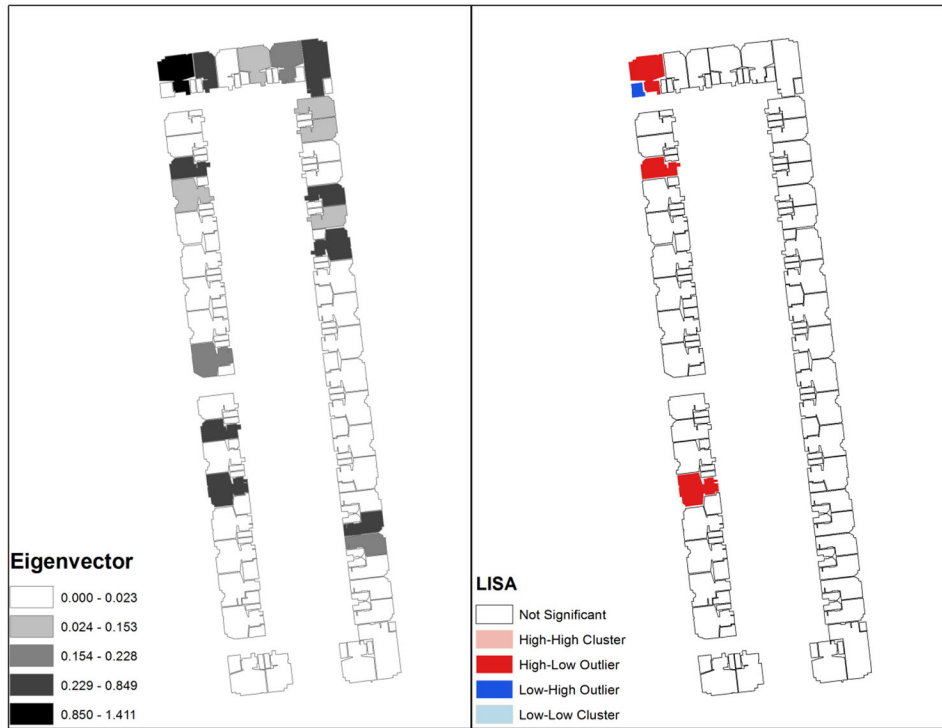 Eigenvector
0.000 - 0.023
0.024 - 0.153
0.154 - 0.228
0.229 - 0.849
0.850 - 1.411
LISA
Not Significant
High-High Cluster
High-Low Outlier
Low-High Outlier
Low-Low Cluster